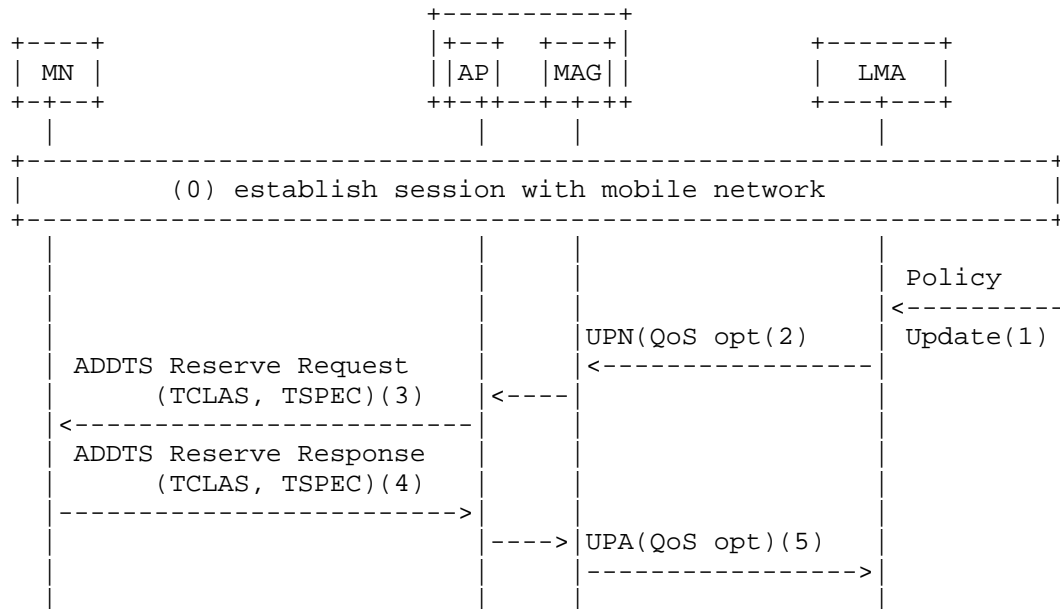 MN
AP
MAG
LMA
(0) establish session with mobile network
Policy
UPN(QoS opt(2)
Update(1)
ADDTS Reserve Request
(TCLAS, TSPEC)(3)
ADDTS Reserve Response
(TCLAS, TSPEC)(4)
UPA(QoS opt)(5)